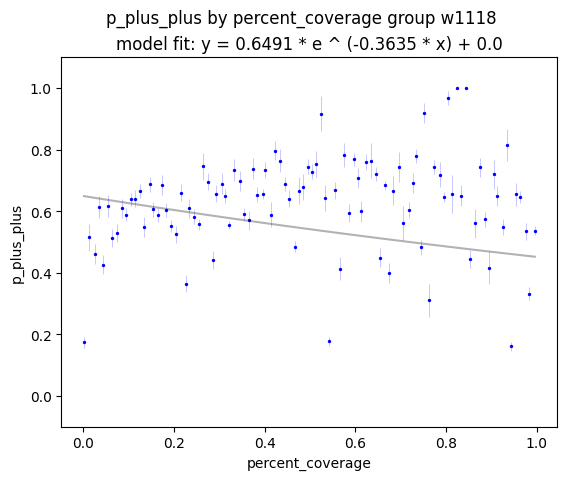 p_plus_plus by percent_coverage group w1118
model fit: y = 0.6491 * e ^ (-0.3635 * x) + 0.0
1.0
0.8
0.6
0.4
0.2
0.0
p_plus_plus
0.0 0.2 0.4 0.6 0.8 1.0
percent_coverage